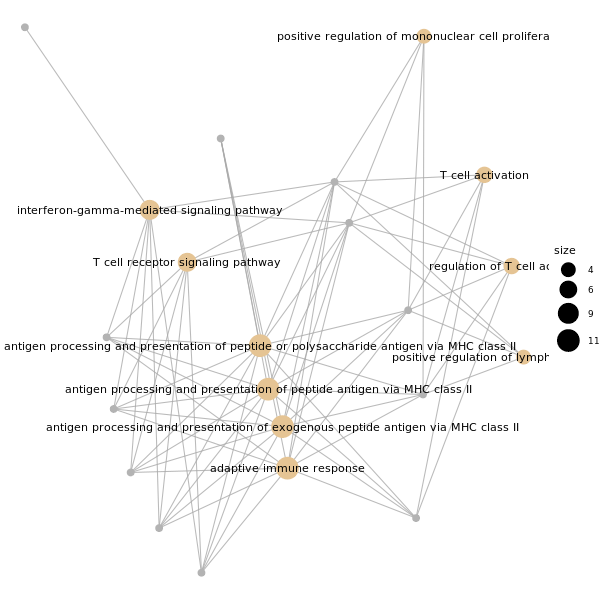 positive regulation of mononuclear cell prolifera
T cell activation
interferon-gamma-mediated signaling pathway
size
T cell receptor signaling pathway
regulation of T cell ac
4
6
9
11
antigen processing and presentation of peptide or polysaccharide antigen via MHC class II
positive regulation of lymph
antigen processing and presentation of peptide antigen via MHC class II
antigen processing and presentation of exogenous peptide antigen via MHC class II
adaptive immune response